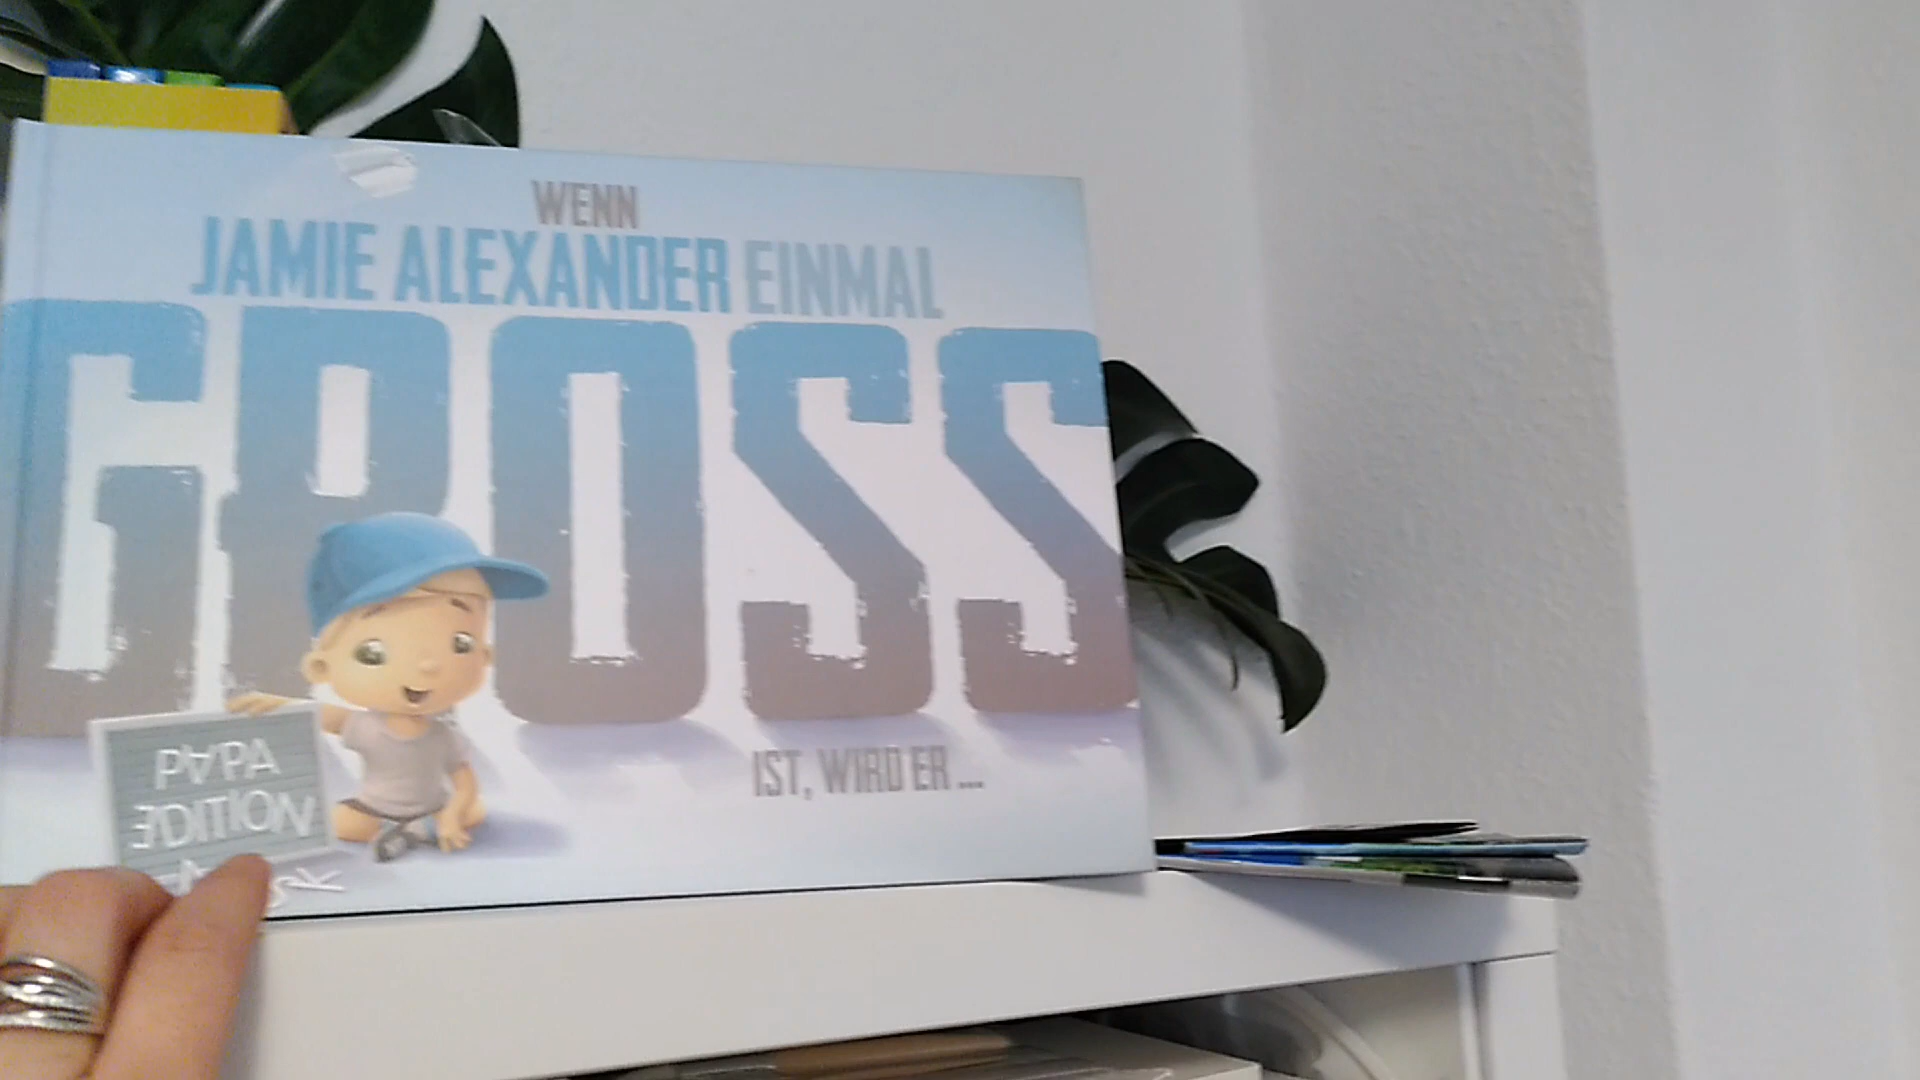 WENN
JAMIE ALEXANDER EINMAL
GROSS
IST, WIRD ER ...
PAPA
EDITION